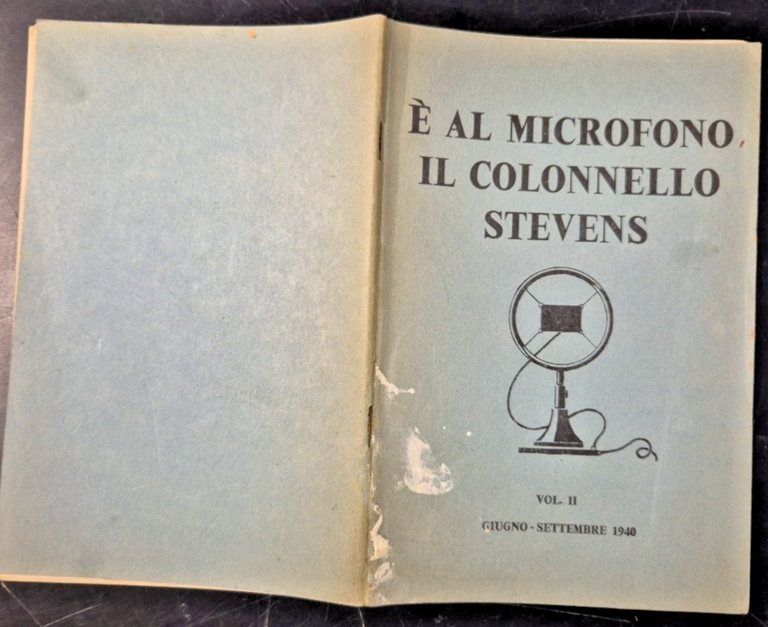 È AL MICROFONO
IL COLONNELLO
STEVENS
VOL. II
GIUGNO - SETTEMBRE 1940